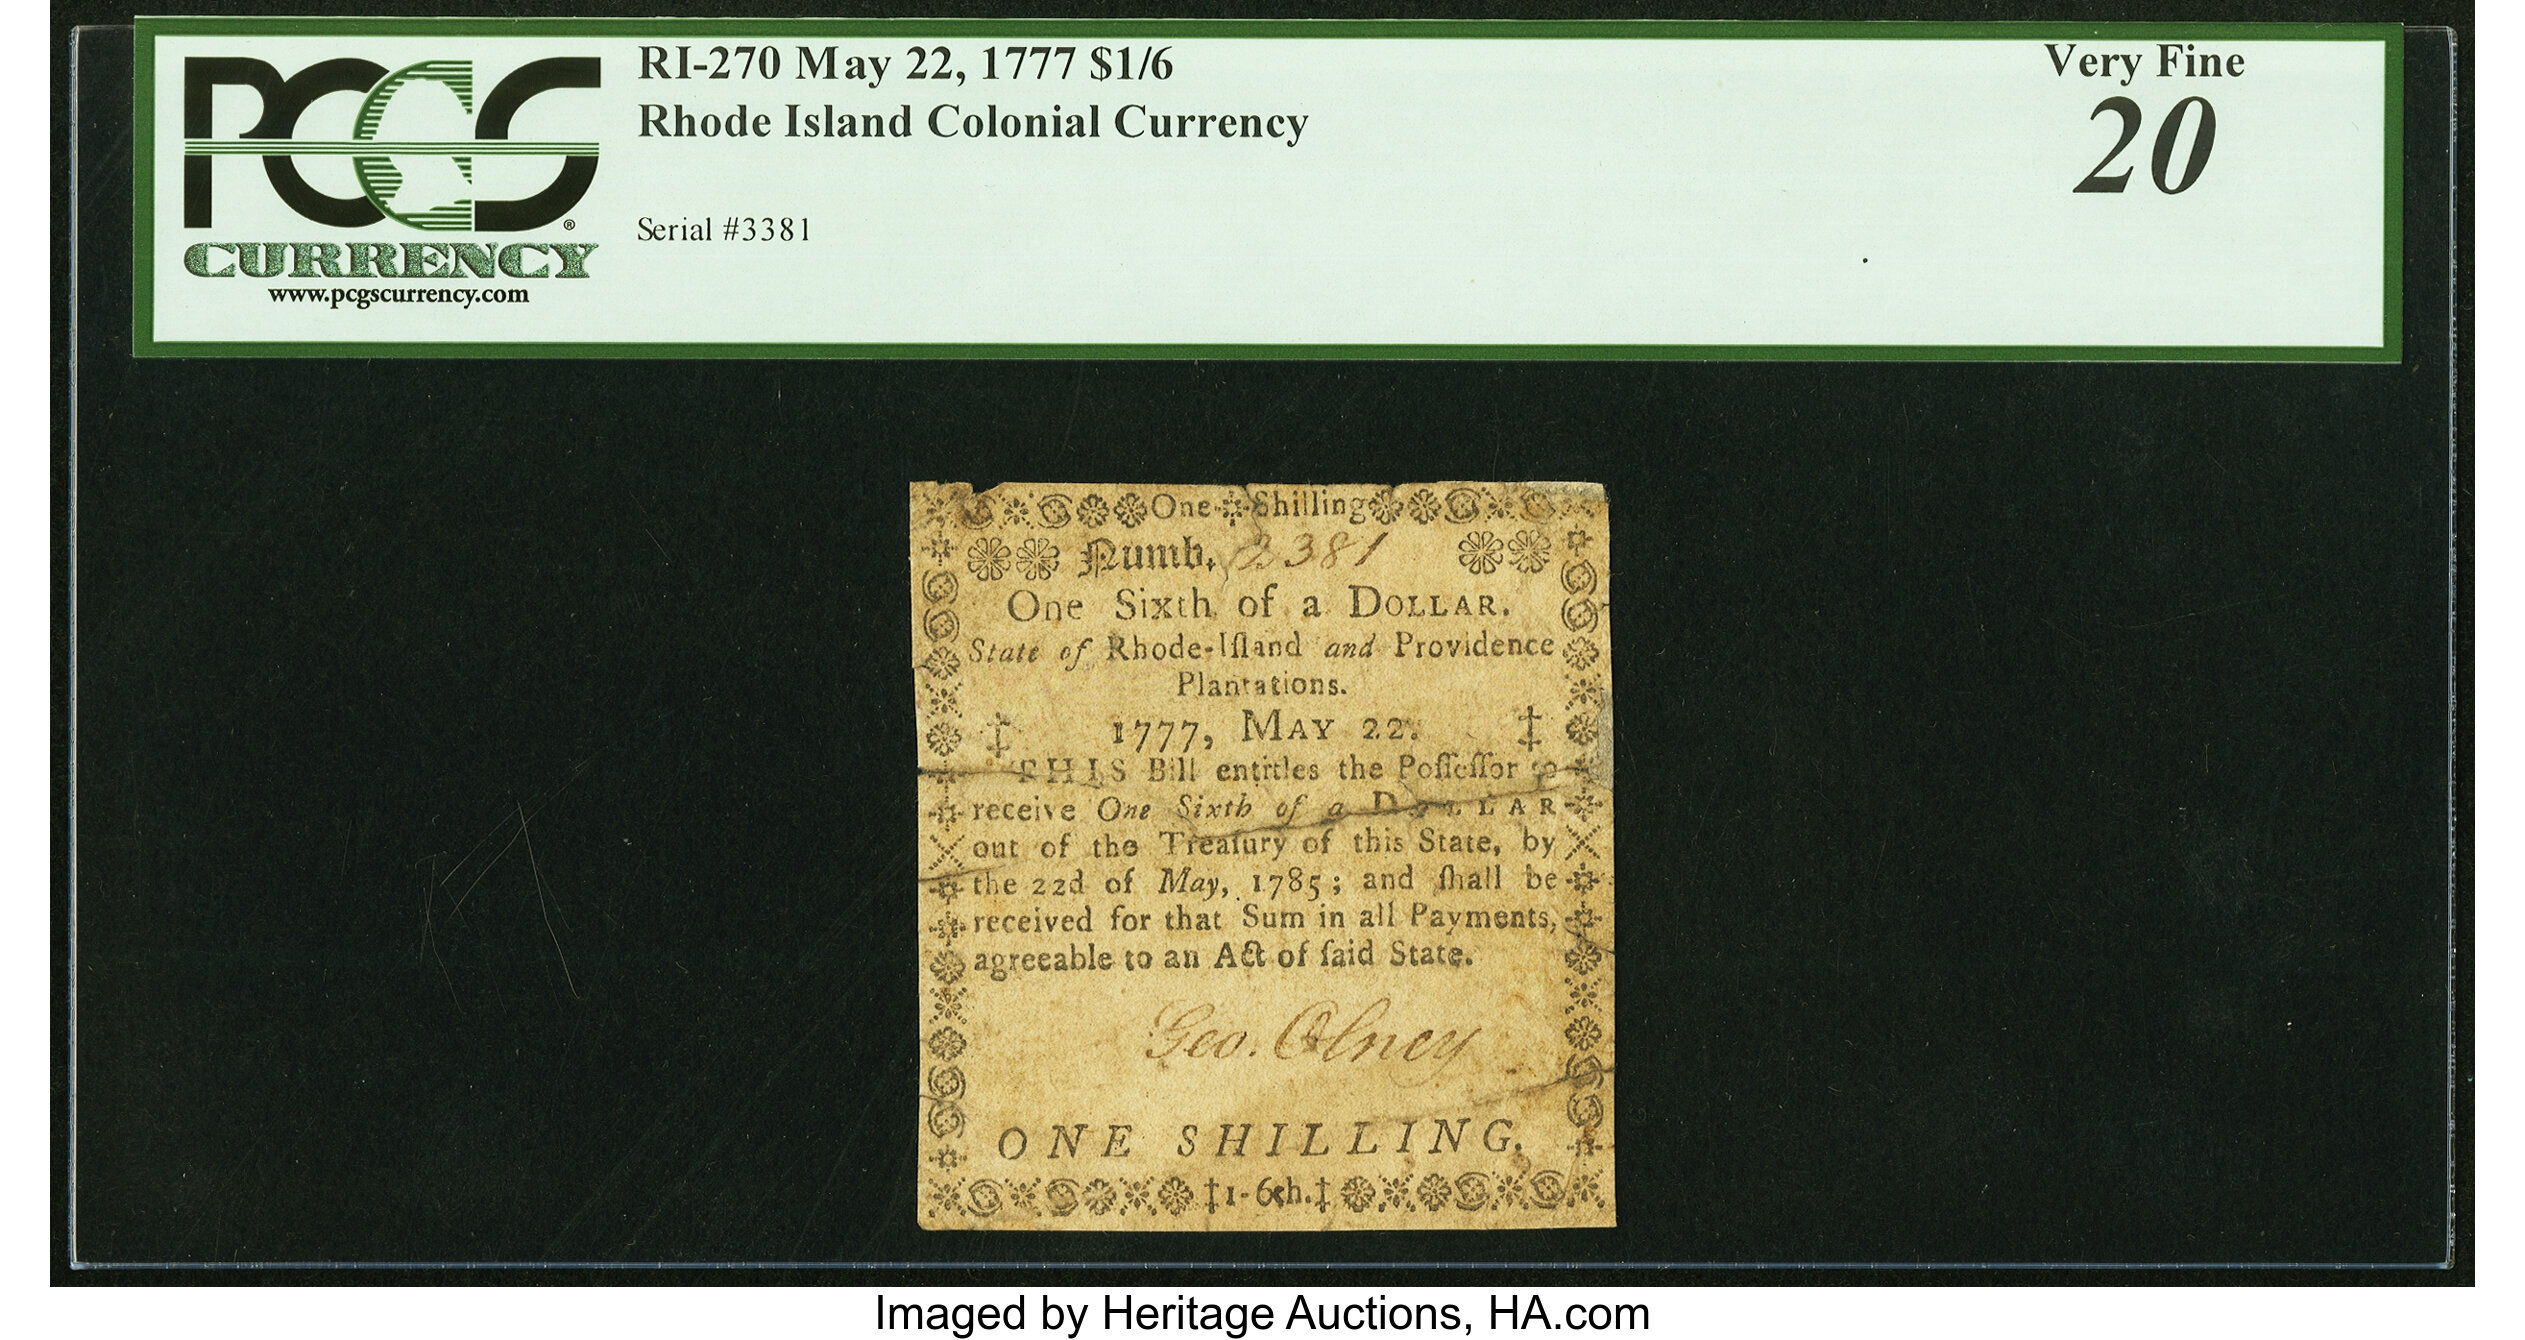 RI-270 May 22, 1777 $1/6
Rhode Island Colonial Currency
Serial #3381
Very Fine
20
PCGS
®
CURRENCY
www.pcgscurrency.com
One Shilling
Numb. 3381
One Sixth of a DOLLAR.
State of Rhode-Iſland and Providence
Plantations.
1777, MAY 22.
THIS Bill entitles the Poſſeſſor to
receive One Sixth of a DOLLAR
out of the Treaſury of this State, by
the 22d of May, 1785; and ſhall be
received for that Sum in all Payments,
agreeable to an Act of ſaid State.
Geo. Olney
ONE SHILLING.
‡1-6th.‡
Imaged by Heritage Auctions, HA.com